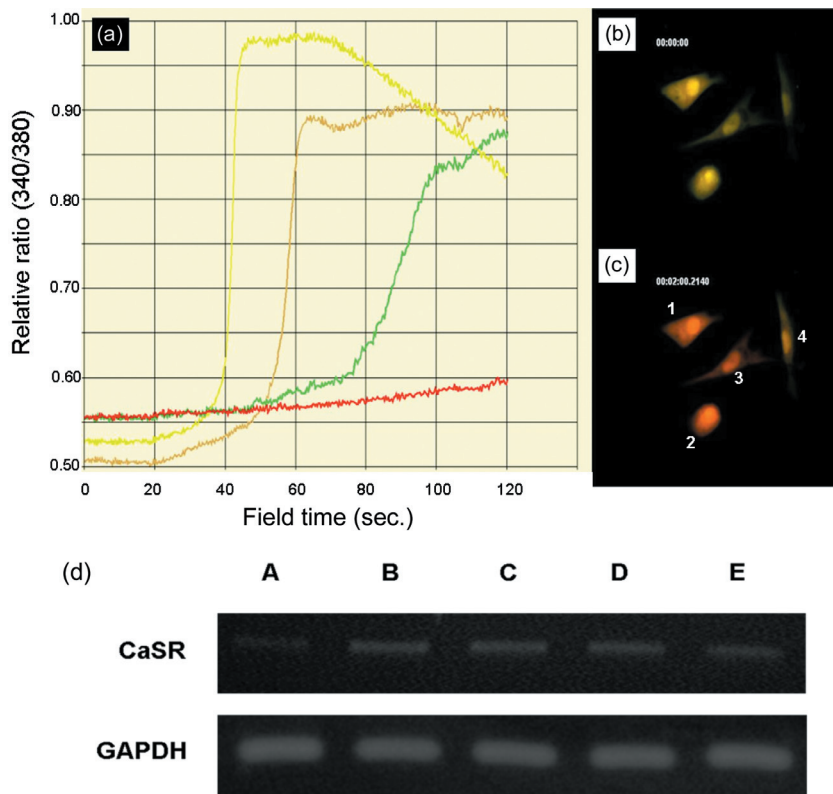 (a)
1.00
0.90
0.80
0.70
0.60
0.50
Relative ratio (340/380)
0 20 40 60 80 100 120
Field time (sec.)
(b)
00:00:00
(c)
00:02:00.2140
1
4
3
2
(d)
A B C D E
CaSR
GAPDH